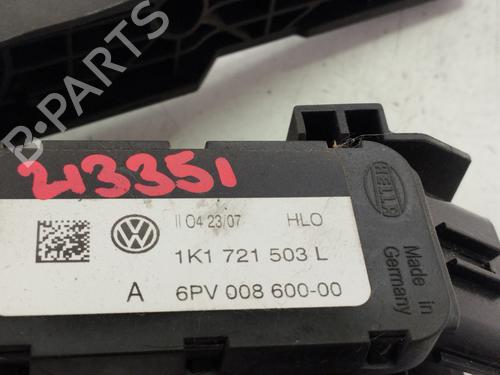 B-PARTS
213351
II 04 23/07 HLO
1K1 721 503 L
A 6PV 008 600-00
HELLA
Made in
Germany